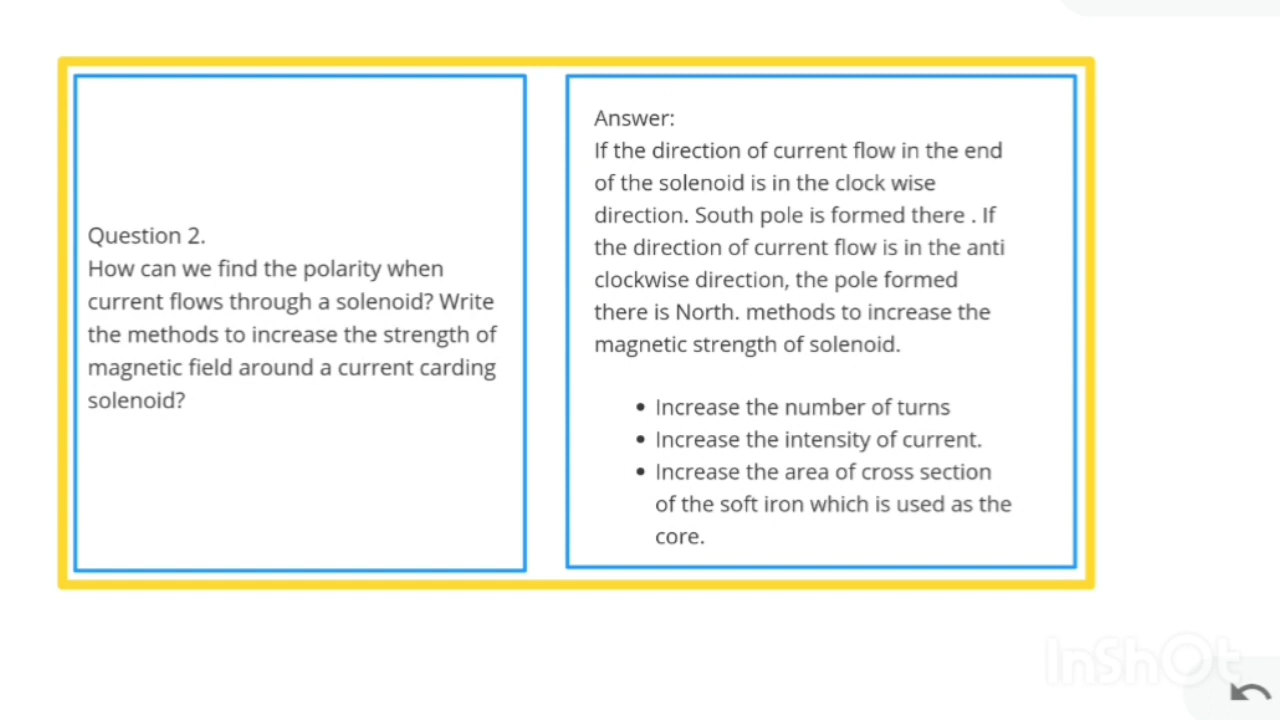 Question 2.
How can we find the polarity when
current flows through a solenoid? Write
the methods to increase the strength of
magnetic field around a current carding
solenoid?
Answer:
If the direction of current flow in the end
of the solenoid is in the clock wise
direction. South pole is formed there . If
the direction of current flow is in the anti
clockwise direction, the pole formed
there is North. methods to increase the
magnetic strength of solenoid.
• Increase the number of turns
• Increase the intensity of current.
• Increase the area of cross section
of the soft iron which is used as the
core.
InShOt